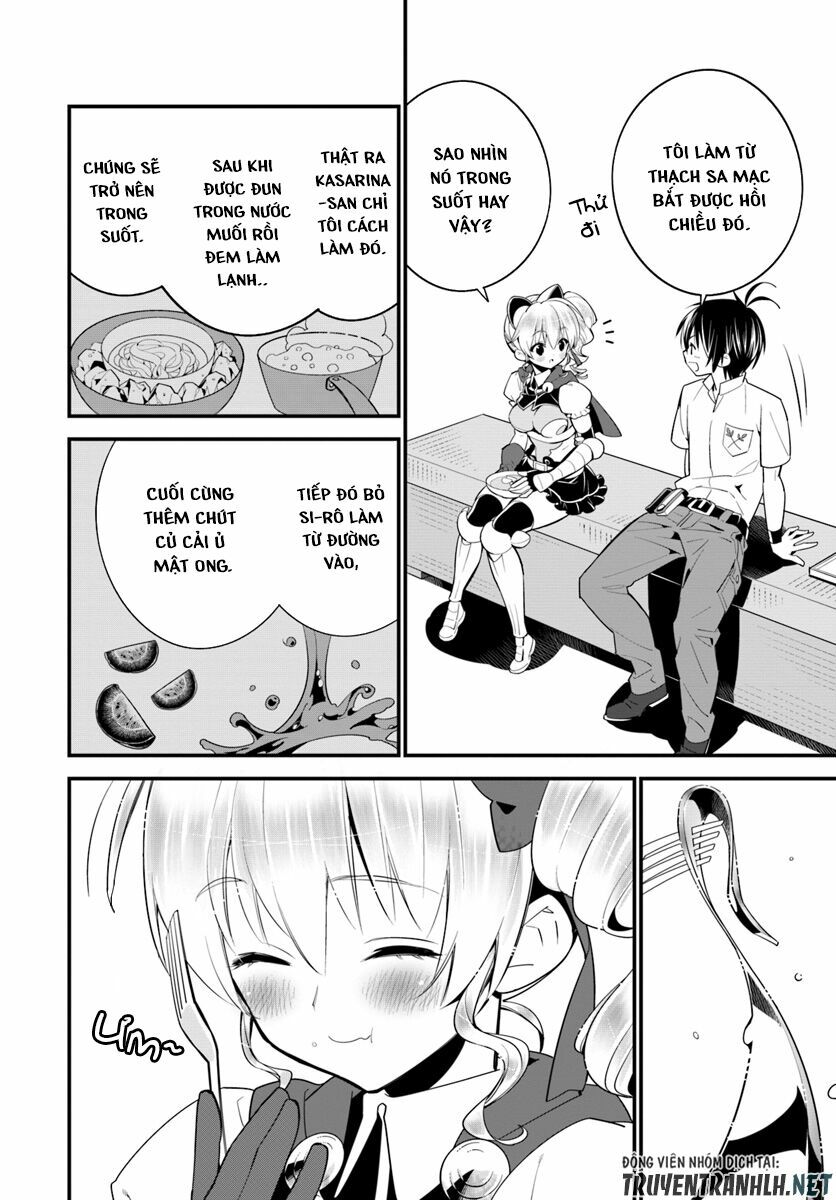 TÔI LÀM TỪ
THẠCH SA MẠC
BẮT ĐƯỢC HỒI
CHIỀU ĐÓ.
Thử
đi
SAO NHÌN
NÓ TRONG
SUỐT HAY
VẬY?
THẬT RA
KASARINA
-SAN CHỈ
TÔI CÁCH
LÀM ĐÓ.
SAU KHI
ĐƯỢC ĐUN
TRONG NƯỚC
MUỐI RỒI
ĐEM LÀM
LẠNH..
CHÚNG SẼ
TRỞ NÊN
TRONG
SUỐT.
TIẾP ĐÓ BỎ
SI-RÔ LÀM
TỪ ĐƯỜNG
VÀO,
CUỐI CÙNG
THÊM CHÚT
CỦ CẢI Ủ
MẬT ONG.
Ưm~
ĐỘNG VIÊN NHÓM DỊCH TẠI:
TRUYENTRANHLH.NET